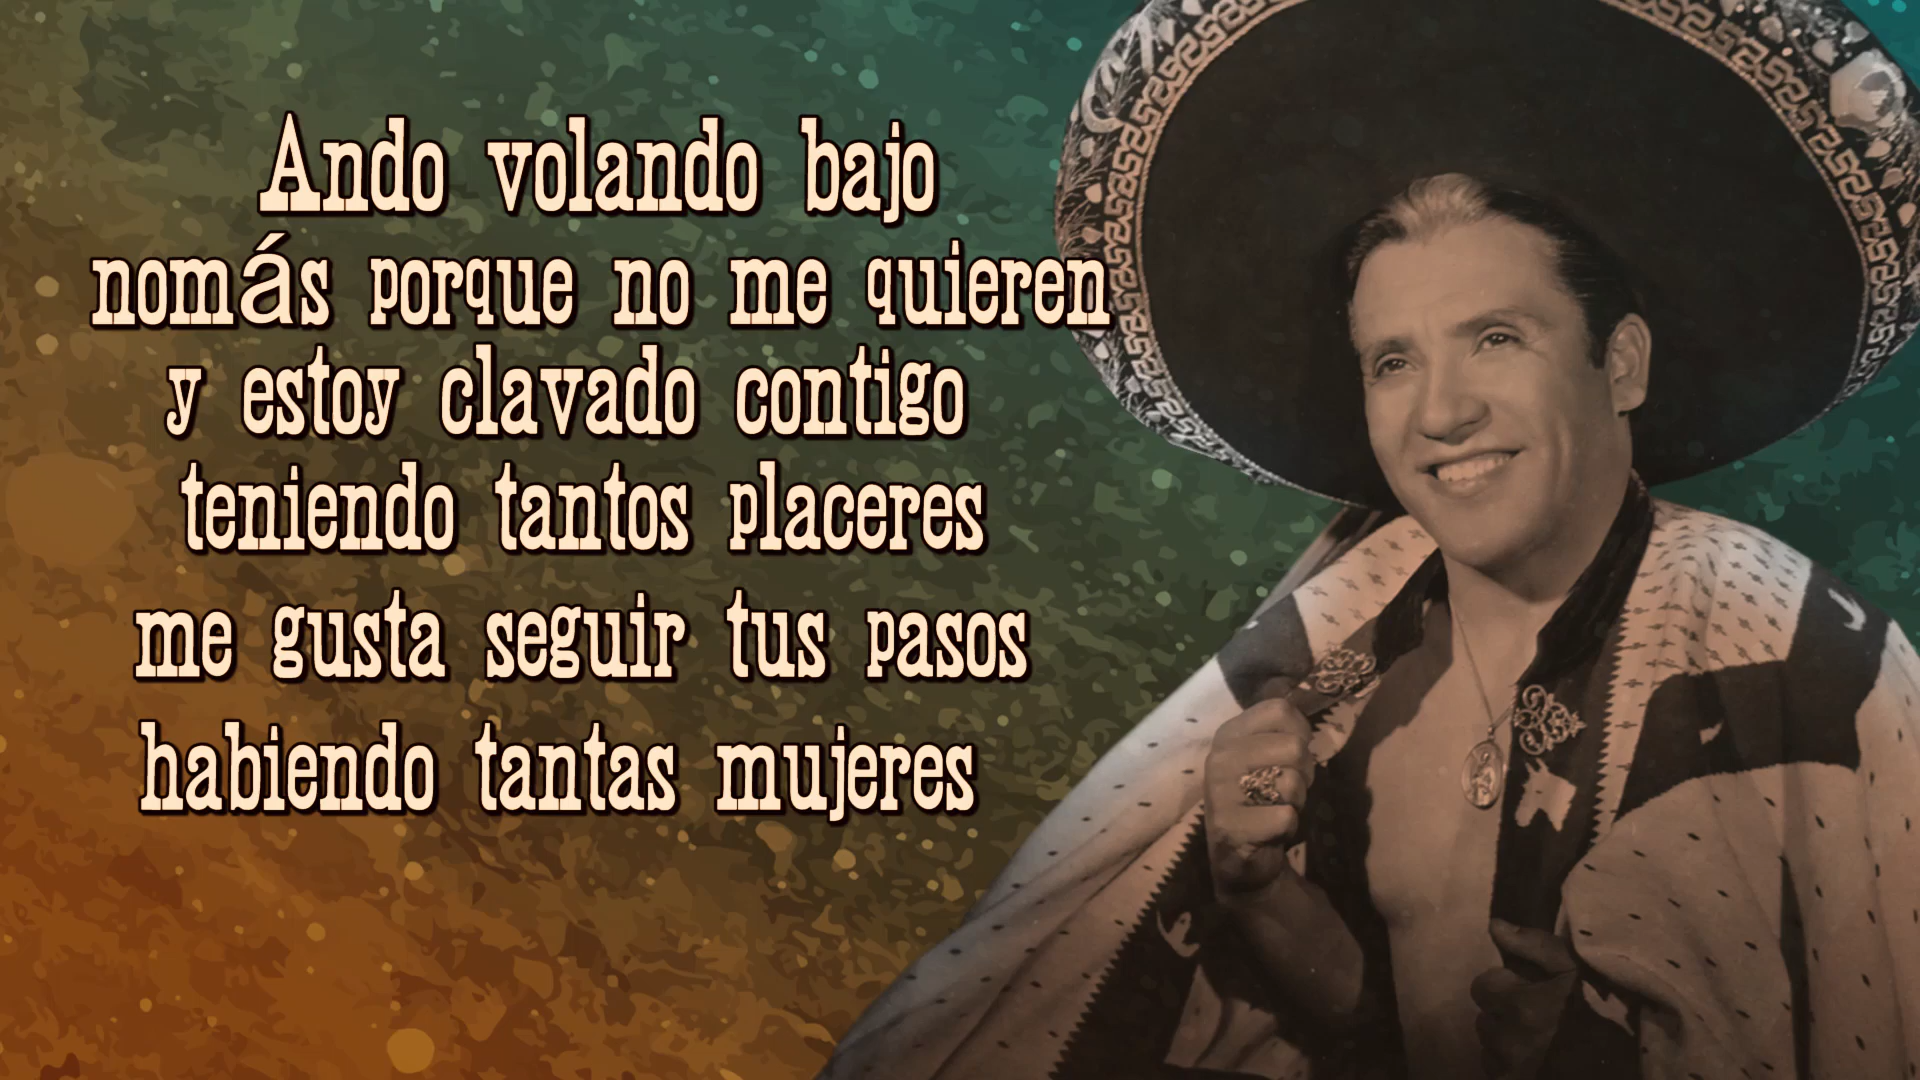 Ando volando bajo
nomás porque no me quieren
y estoy clavado contigo
teniendo tantos placeres
me gusta seguir tus pasos
habiendo tantas mujeres